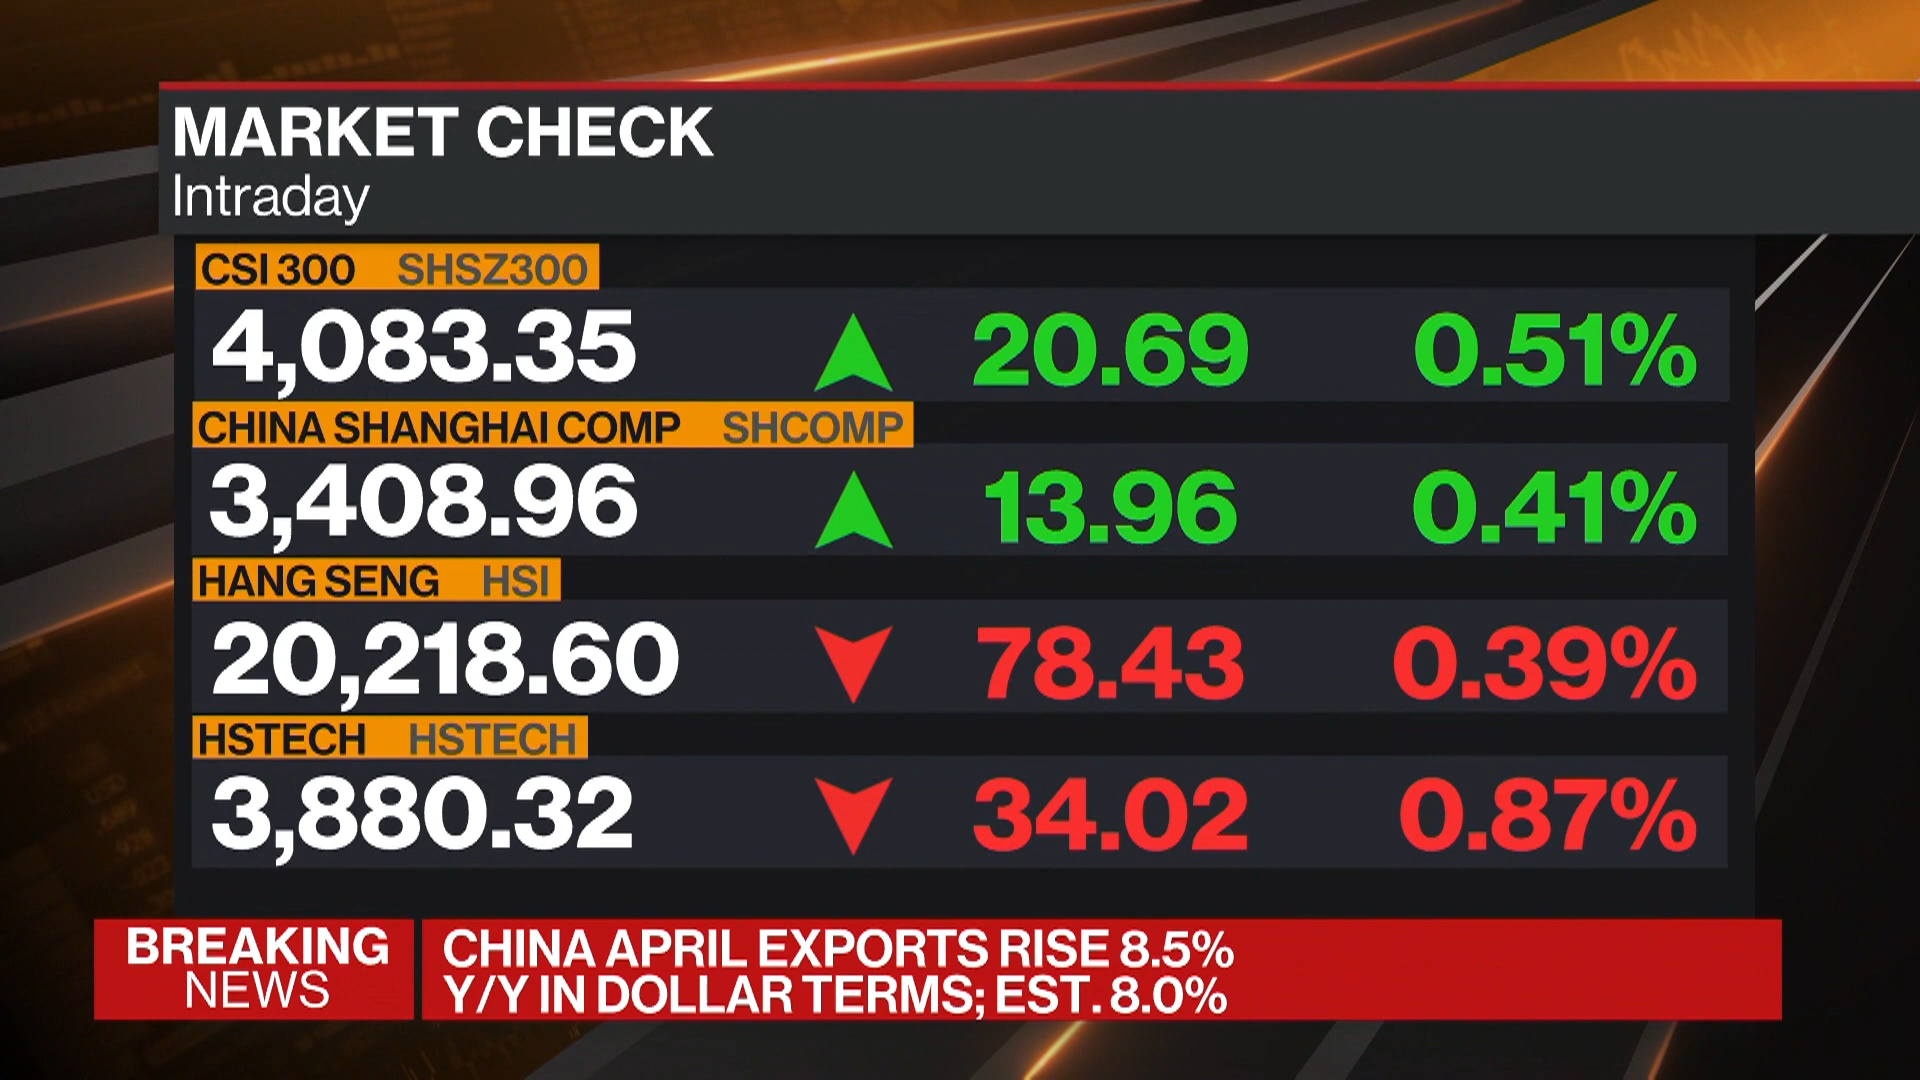 MARKET CHECK
Intraday
CSI 300 SHSZ300
4,083.35 20.69 0.51%
CHINA SHANGHAI COMP SHCOMP
3,408.96 13.96 0.41%
HANG SENG HSI
20,218.60 78.43 0.39%
HSTECH HSTECH
3,880.32 34.02 0.87%
BREAKING
NEWS
CHINA APRIL EXPORTS RISE 8.5%
Y/Y IN DOLLAR TERMS; EST. 8.0%